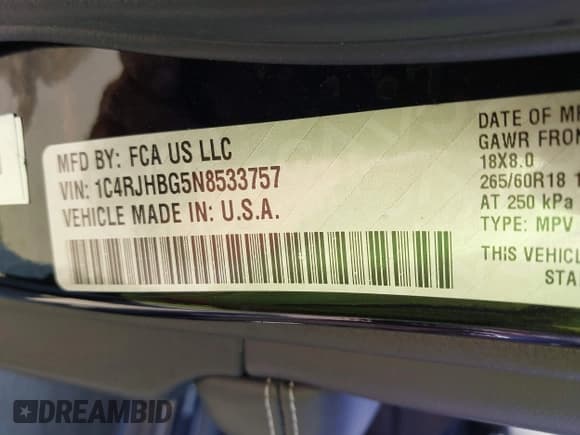 MFD BY: FCA US LLC
VIN: 1C4RJHBG5N8533757
VEHICLE MADE IN: U.S.A.
DATE OF M
GAWR FRON
18X8.0
265/60R18 1
AT 250 kPa
TYPE: MPV
THIS VEHICL
STA
DREAMBID